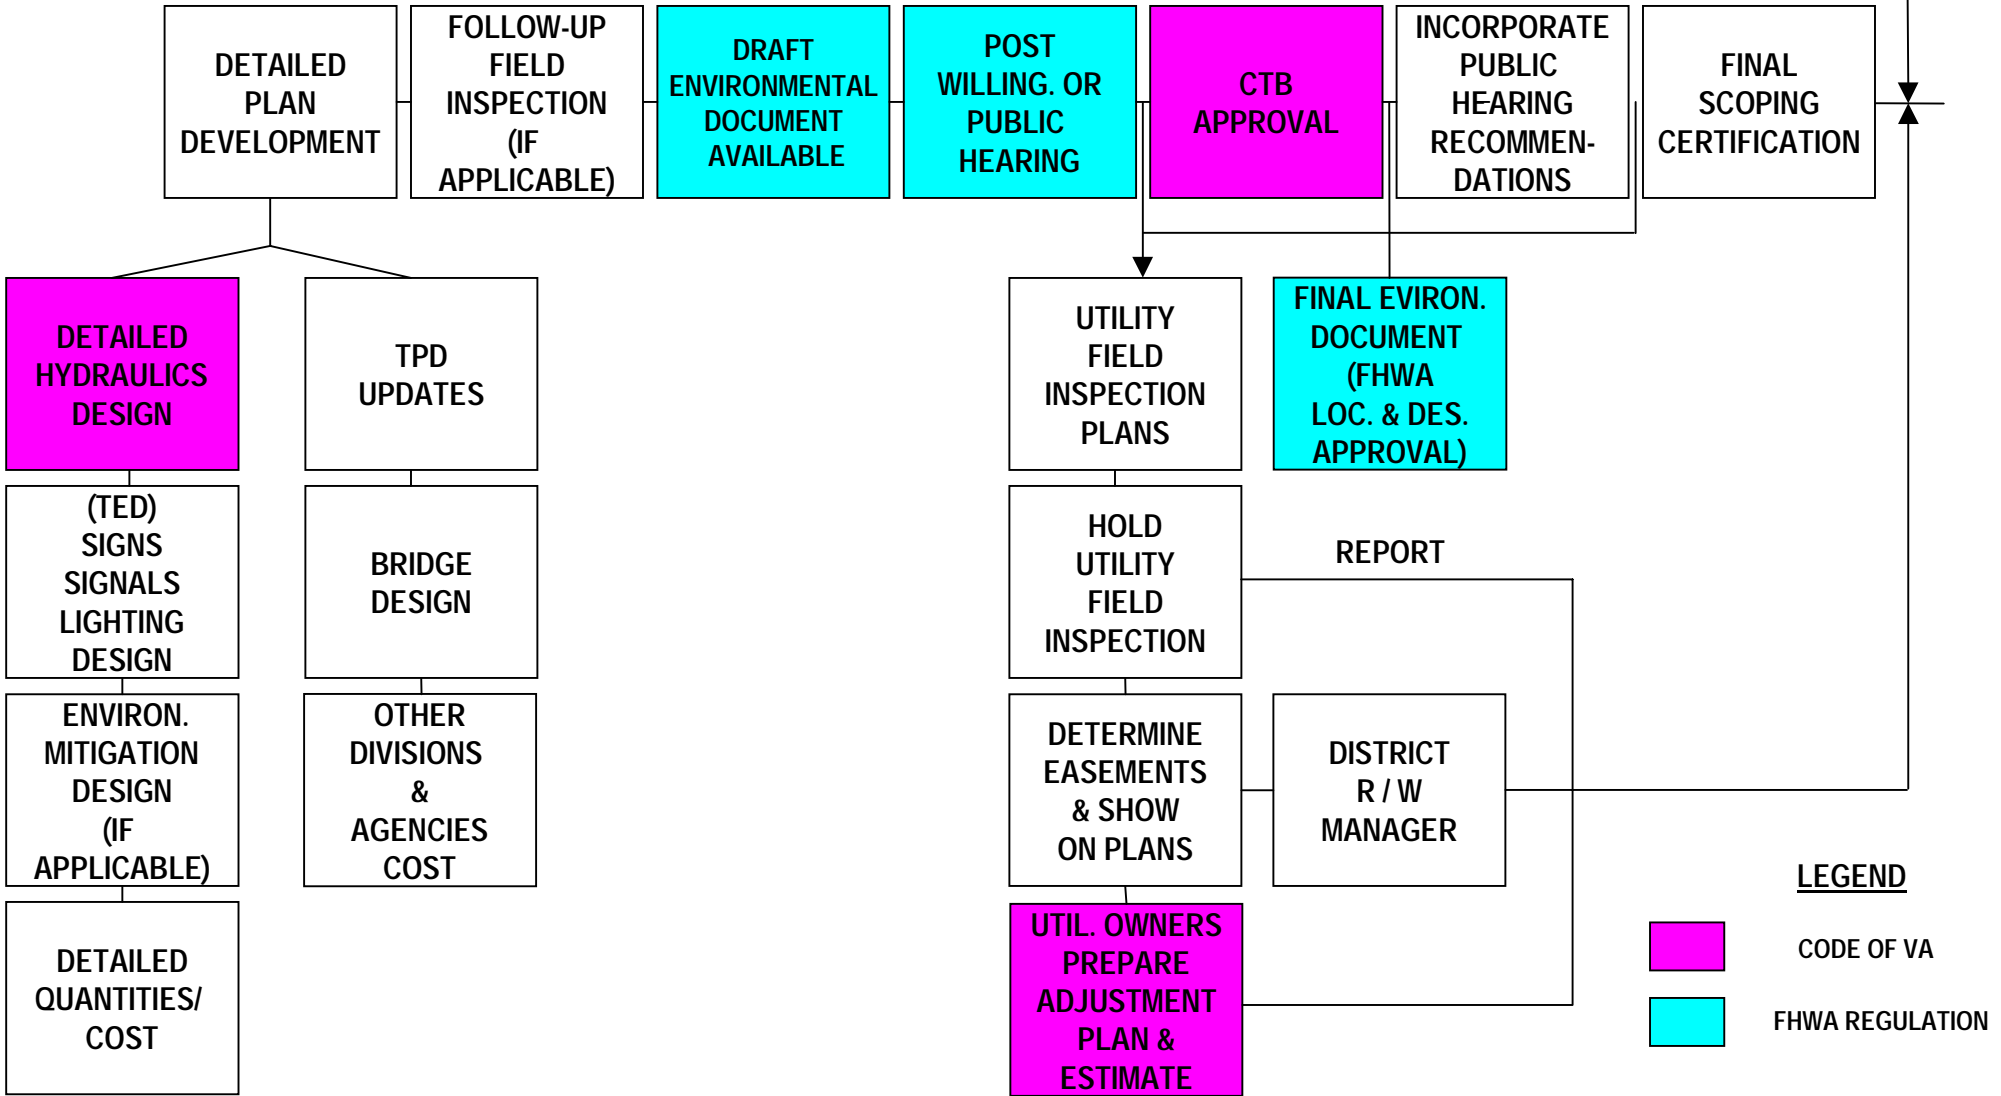 DETAILED
PLAN
DEVELOPMENT
FOLLOW-UP
FIELD
INSPECTION
(IF
APPLICABLE)
DRAFT
ENVIRONMENTAL
DOCUMENT
AVAILABLE
POST
WILLING. OR
PUBLIC
HEARING
CTB
APPROVAL
INCORPORATE
PUBLIC
HEARING
RECOMMEN-
DATIONS
FINAL
SCOPING
CERTIFICATION
DETAILED
HYDRAULICS
DESIGN
TPD
UPDATES
UTILITY
FIELD
INSPECTION
PLANS
FINAL EVIRON.
DOCUMENT
(FHWA
LOC. & DES.
APPROVAL)
(TED)
SIGNS
SIGNALS
LIGHTING
DESIGN
BRIDGE
DESIGN
HOLD
UTILITY
FIELD
INSPECTION
REPORT
ENVIRON.
MITIGATION
DESIGN
(IF
APPLICABLE)
OTHER
DIVISIONS
&
AGENCIES
COST
DETERMINE
EASEMENTS
& SHOW
ON PLANS
DISTRICT
R / W
MANAGER
DETAILED
QUANTITIES/
COST
UTIL. OWNERS
PREPARE
ADJUSTMENT
PLAN &
ESTIMATE
LEGEND
CODE OF VA
FHWA REGULATION